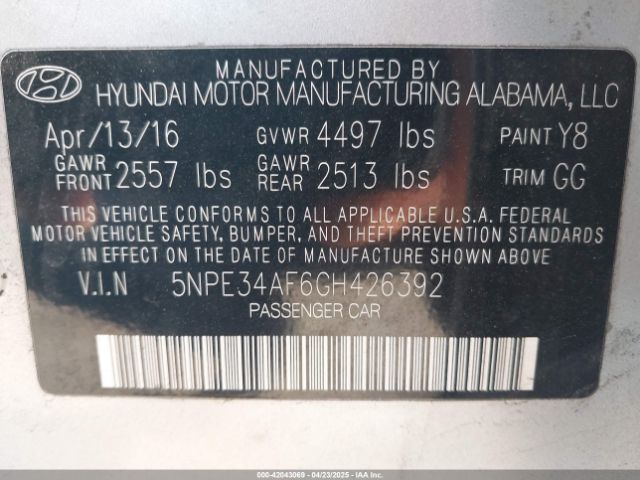 MANUFACTURED BY
HYUNDAI MOTOR MANUFACTURING ALABAMA, LLC
Apr/13/16 GVWR 4497 lbs PAINT Y8
GAWR FRONT 2557 lbs GAWR REAR 2513 lbs TRIM GG
THIS VEHICLE CONFORMS TO ALL APPLICABLE U.S.A. FEDERAL
MOTOR VEHICLE SAFETY, BUMPER, AND THEFT PREVENTION STANDARDS
IN EFFECT ON THE DATE OF MANUFACTURE SHOWN ABOVE.
V.I.N 5NPE34AF6GH426392
PASSENGER CAR
000-42043069 - 04/23/2025 - IAAI.COM